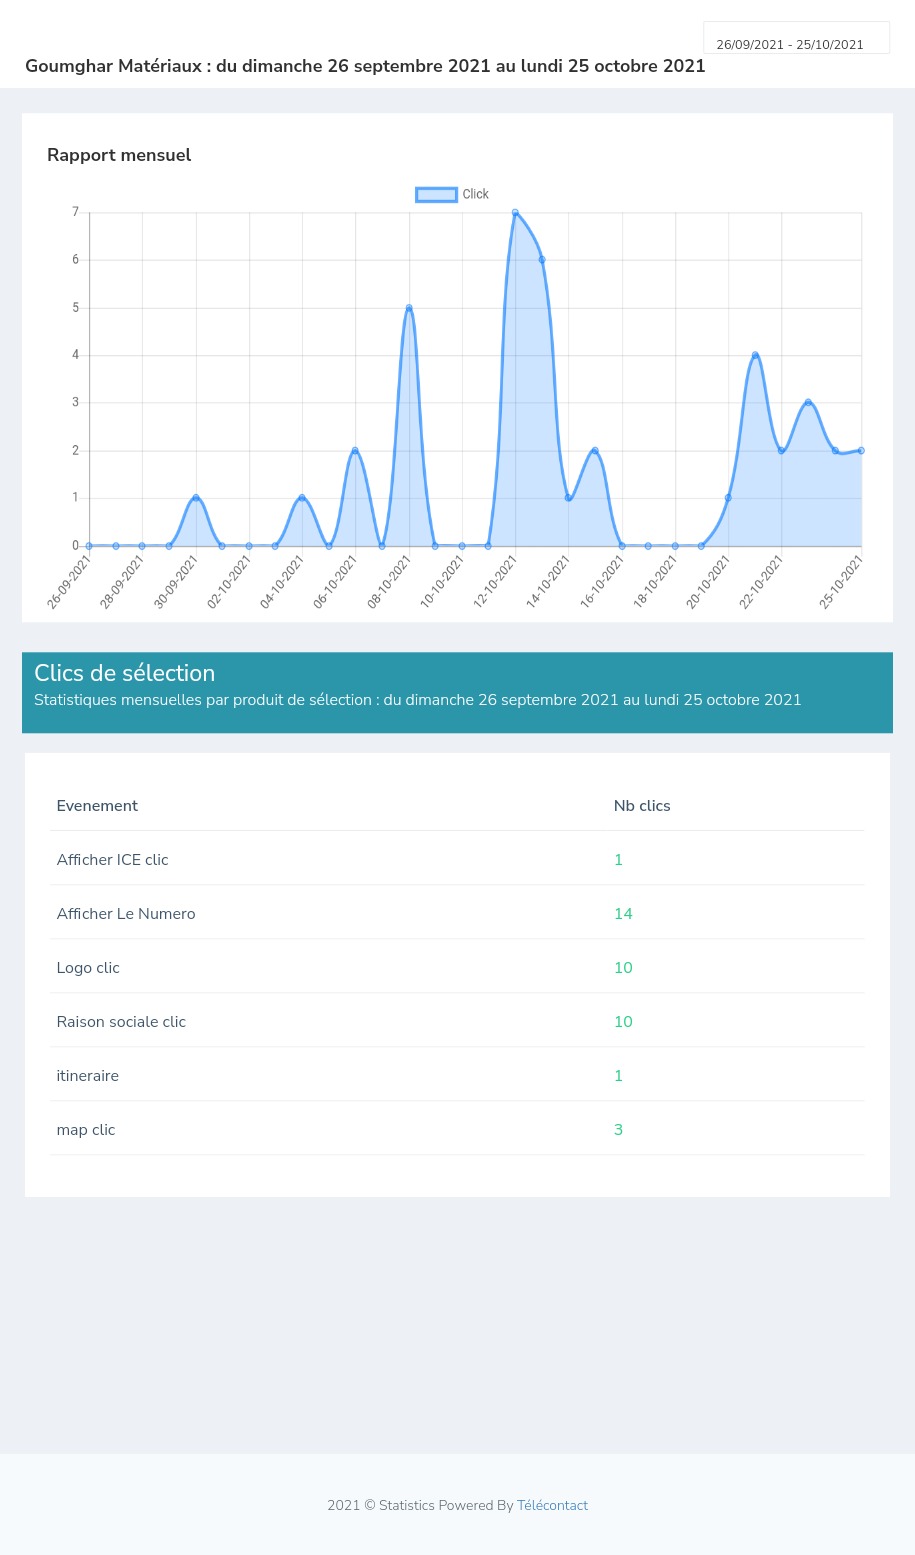 26/09/2021 - 25/10/2021
Goumghar Matériaux : du dimanche 26 septembre 2021 au lundi 25 octobre 2021
Rapport mensuel
Click
7
6
5
4
3
2
1
0
26-09-2021
28-09-2021
30-09-2021
02-10-2021
04-10-2021
06-10-2021
08-10-2021
10-10-2021
12-10-2021
14-10-2021
16-10-2021
18-10-2021
20-10-2021
22-10-2021
25-10-2021
Clics de sélection
Statistiques mensuelles par produit de sélection : du dimanche 26 septembre 2021 au lundi 25 octobre 2021
Evenement Nb clics
Afficher ICE clic 1
Afficher Le Numero 14
Logo clic 10
Raison sociale clic 10
itineraire 1
map clic 3
2021 © Statistics Powered By Télécontact